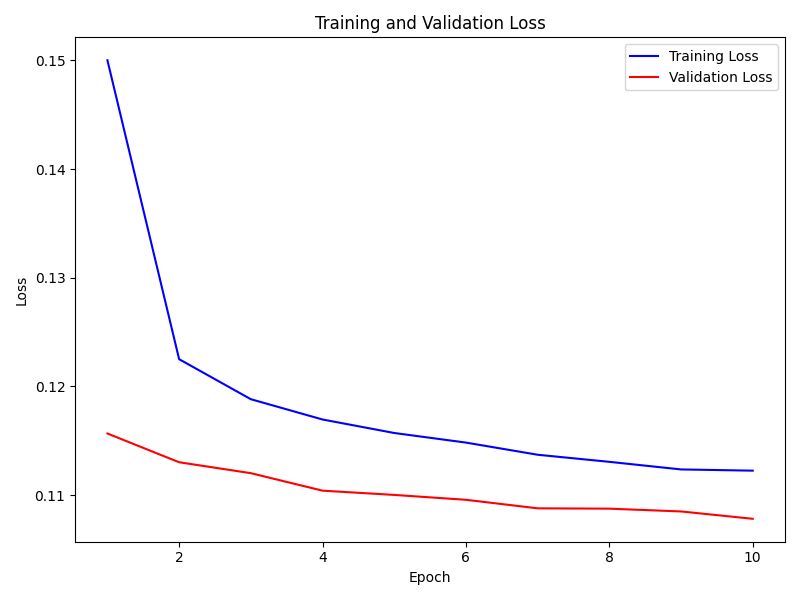 Training and Validation Loss
Training Loss
Validation Loss
0.15
0.14
0.13
0.12
0.11
Loss
2
4
6
8
10
Epoch